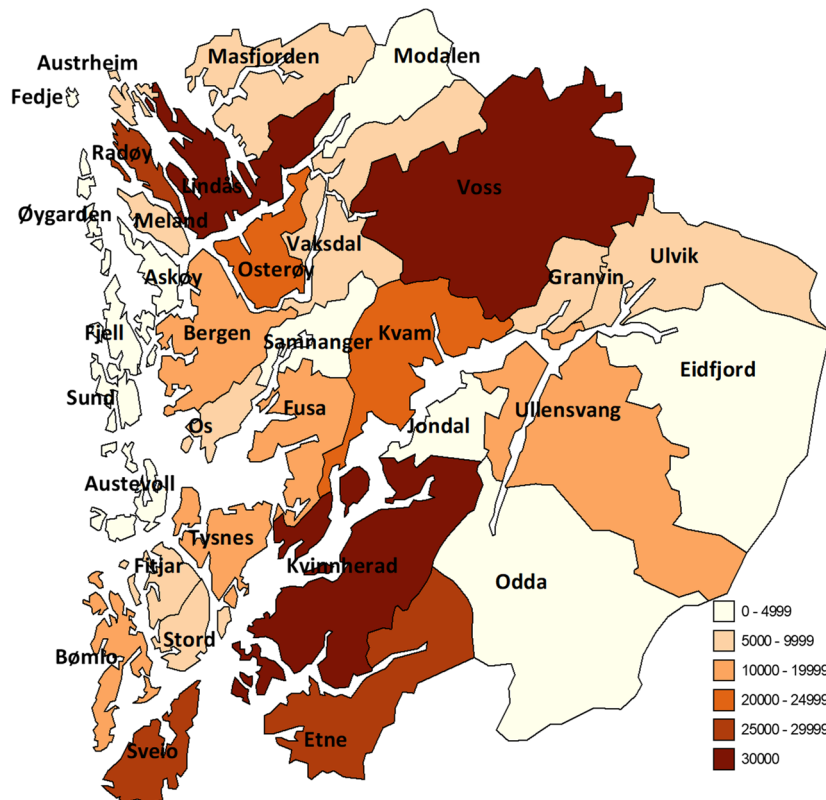 Masfjorden
Modalen
Austrheim
Fedje
Radøy
Lindås
Voss
Øygarden
Meland
Vaksdal
Ulvik
Osterøy
Granvin
Askøy
Fjell
Bergen
Samnanger
Kvam
Eidfjord
Sund
Fusa
Ullensvang
Os
Jondal
Austevoll
Tysnes
Fitjar
Kvinnherad
Odda
Stord
Bømlo
Etne
Sveio
0 - 4999
5000 - 9999
10000 - 19999
20000 - 24999
25000 - 29999
30000